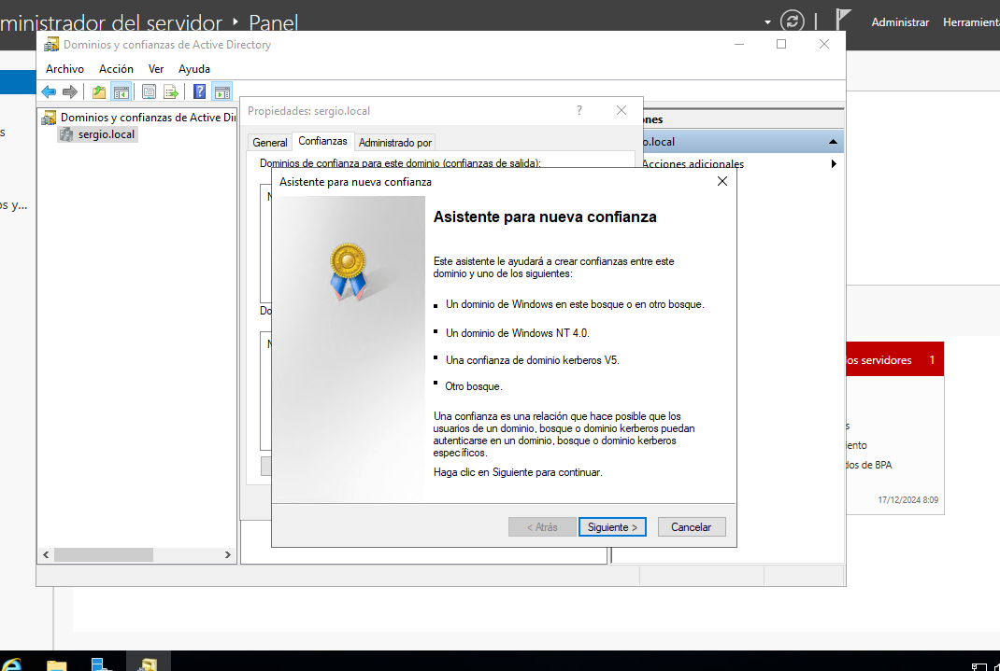 ministrador del servidor
Panel
Administrar
Herramient
Dominios y confianzas de Active Directory
Archivo Acción Ver Ayuda
Dominios y confianzas de Active Di
sergio.local
Propiedades: sergio.local
General Confianzas Administrado por
Dominios de confianza para este dominio (confianzas de salida):
N
Do
N
nes
o.local
Acciones adicionales
s
os y...
Asistente para nueva confianza
Asistente para nueva confianza
Este asistente le ayudará a crear confianzas entre este
dominio y uno de los siguientes:
Un dominio de Windows en este bosque o en otro bosque.
Un dominio de Windows NT 4.0.
Una confianza de dominio kerberos V5.
Otro bosque.
Una confianza es una relación que hace posible que los
usuarios de un dominio, bosque o dominio kerberos puedan
autenticarse en un dominio, bosque o dominio kerberos
específicos.
Haga clic en Siguiente para continuar.
< Atrás Siguiente > Cancelar
os servidores 1
s
ento
dos de BPA
17/12/2024 8:09